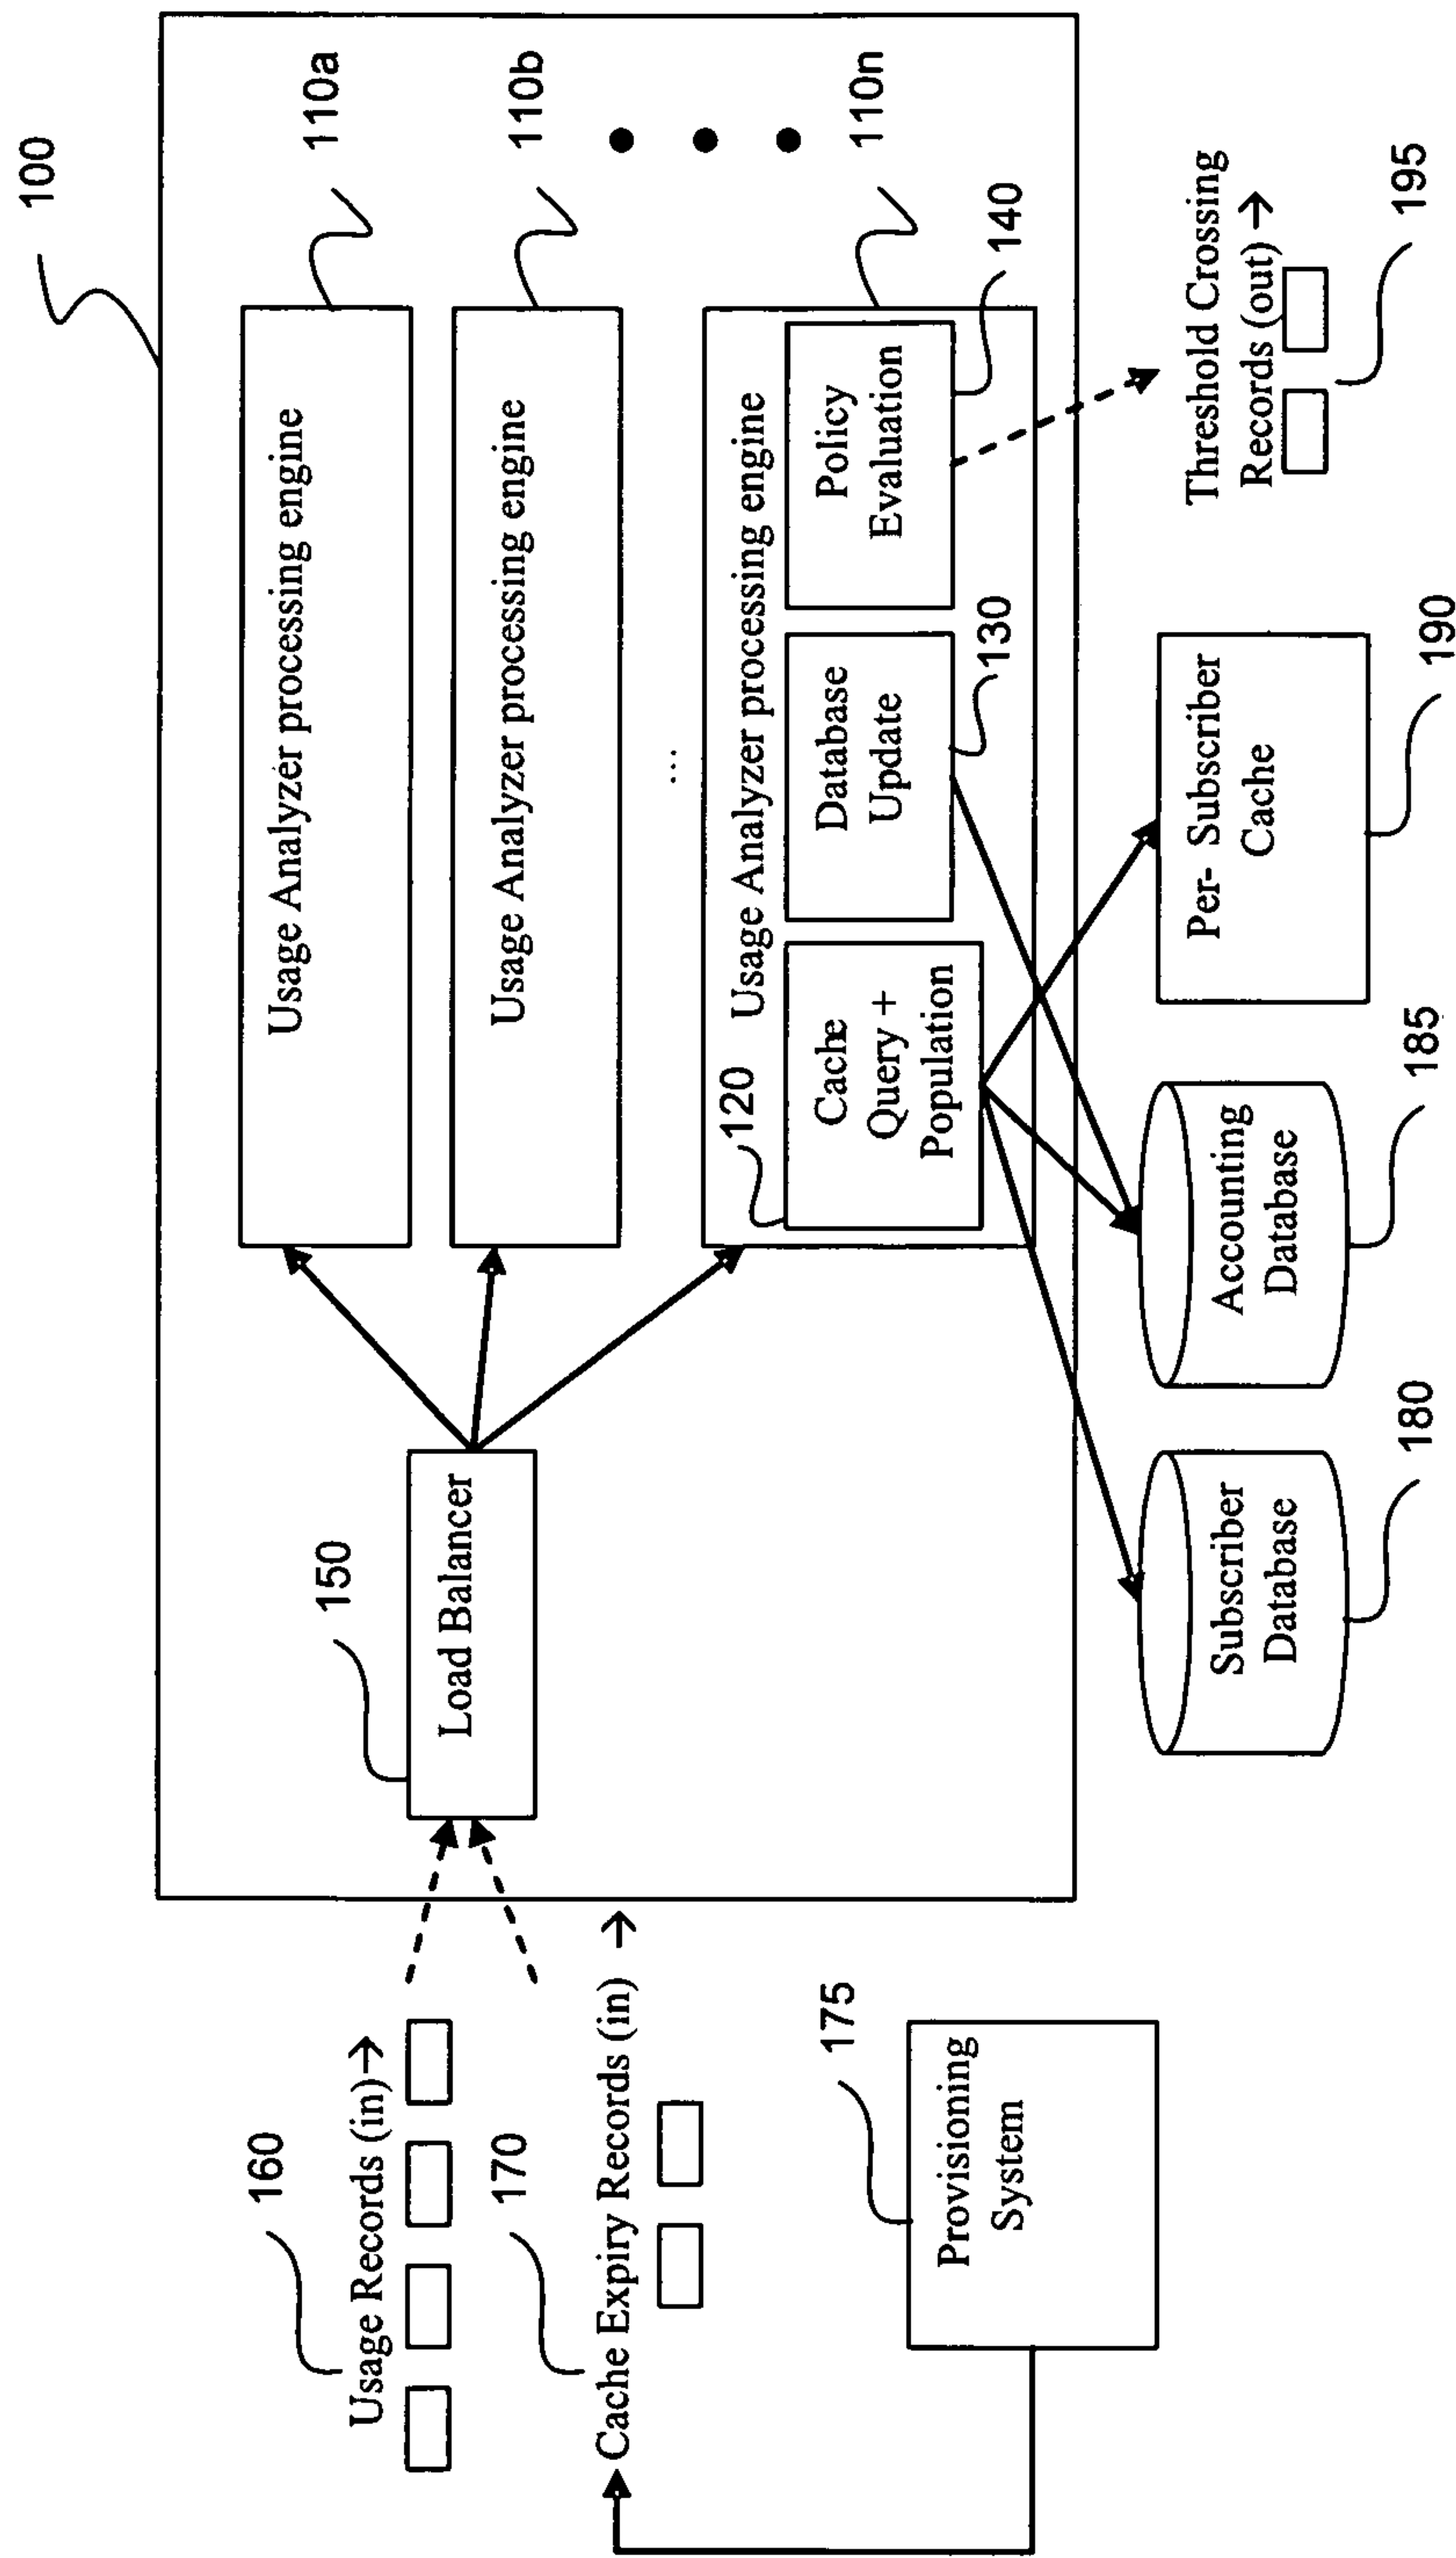 100
110a
Usage Analyzer processing engine
110b
Usage Analyzer processing engine
...
110n
Usage Analyzer processing engine
120
Cache
Query +
Population
130
Database
Update
140
Policy
Evaluation
150
Load Balancer
160
Usage Records (in)→
170
Cache Expiry Records (in) →
175
Provisioning
System
180
Subscriber
Database
185
Accounting
Database
190
Per- Subscriber
Cache
Threshold Crossing
Records (out) →
195